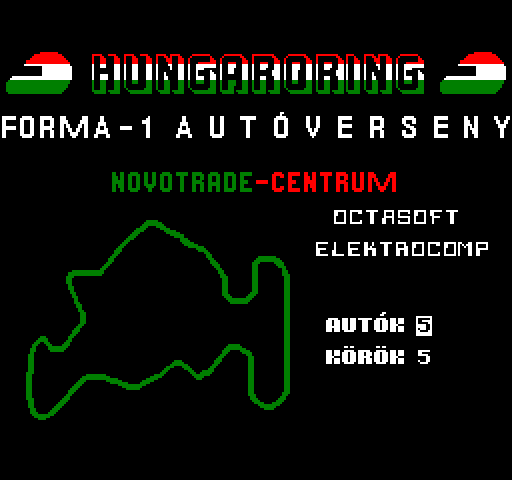 HUNGARORING
FORMA-1 AUTÓVERSENY
NOVOTRADE-CENTRUM
OCTASOFT
ELEKTROCOMP
AUTÓK 5
KÖRÖK 5